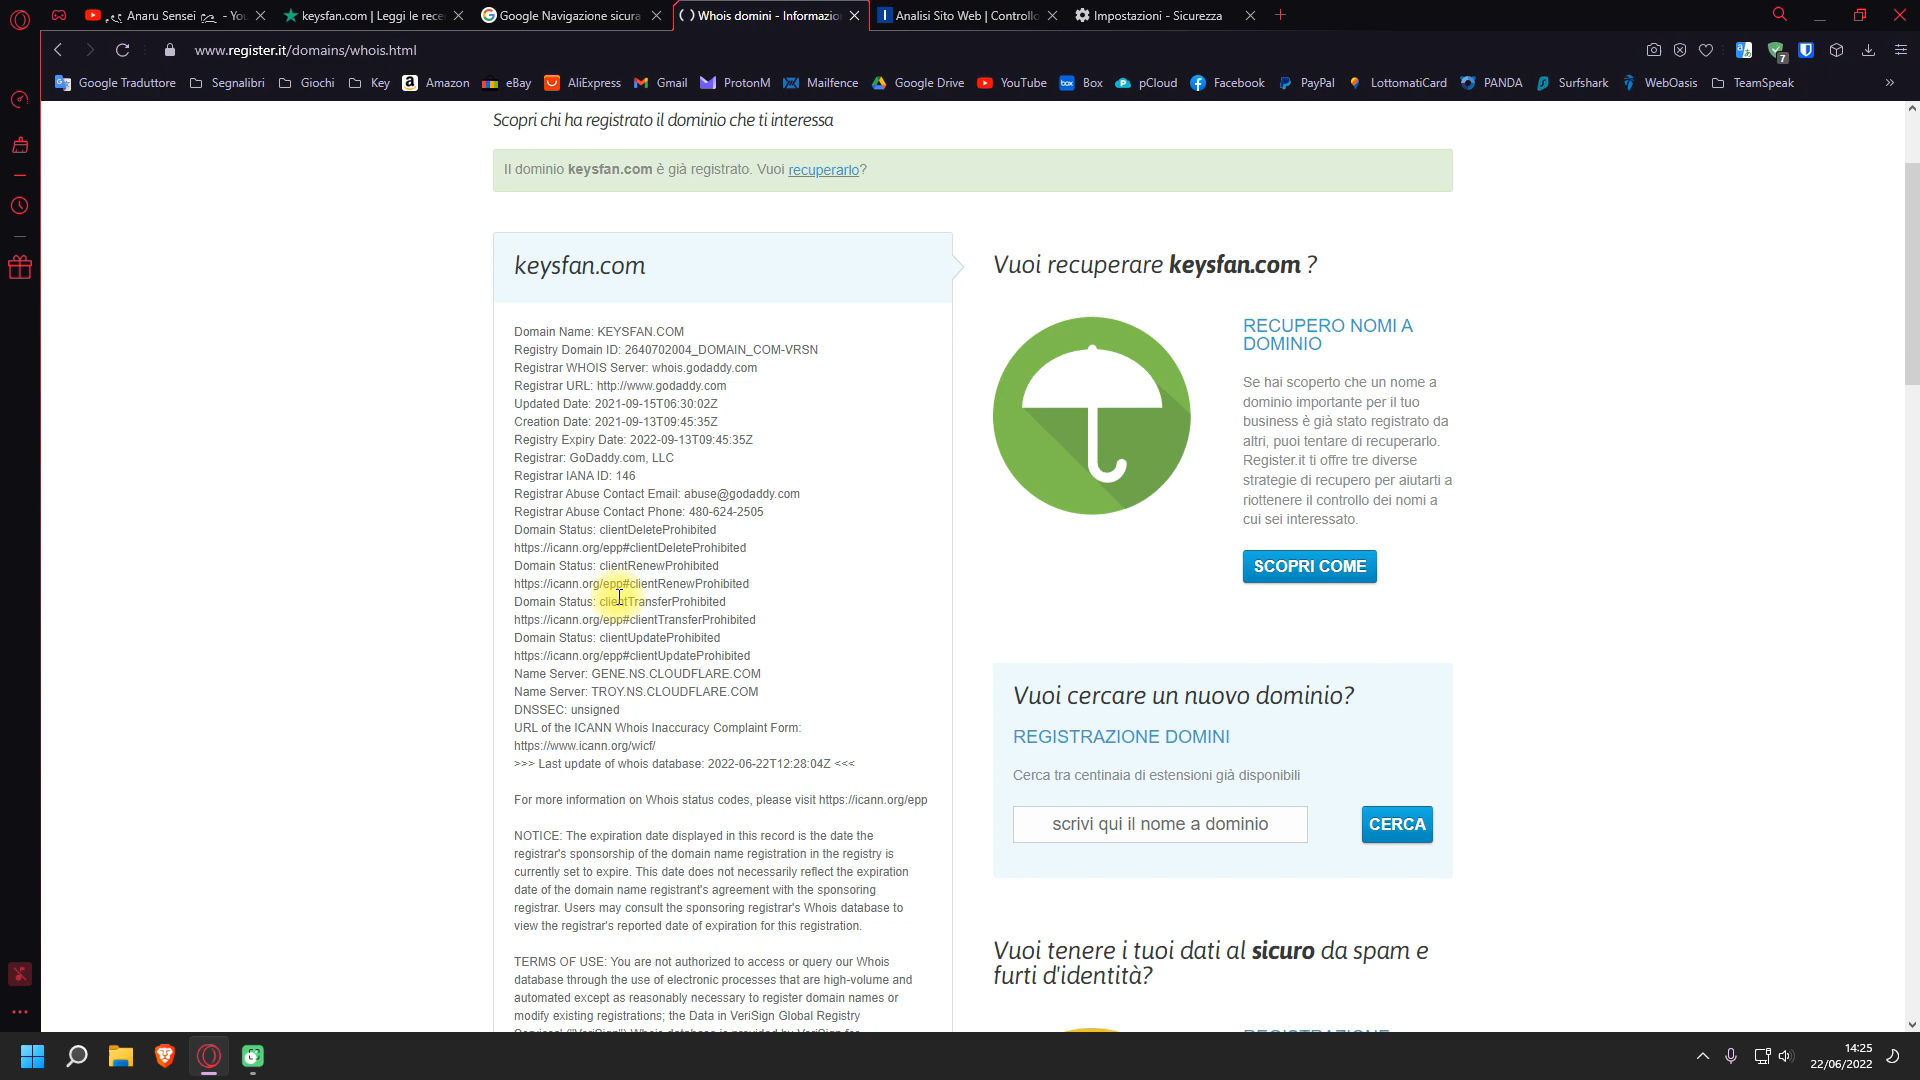 Anaru Sensei
- You
keysfan.com | Leggi le rece
Google Navigazione sicura
Whois domini - Informazio
Analisi Sito Web | Controllo
Impostazioni - Sicurezza
www.register.it/domains/whois.html
7
Google Traduttore
Segnalibri
Giochi
Key
Amazon
eBay
AliExpress
Gmail
ProtonM
Mailfence
Google Drive
YouTube
Box
pCloud
Facebook
PayPal
LottomatiCard
PANDA
Surfshark
WebOasis
TeamSpeak
»
Scopri chi ha registrato il dominio che ti interessa
Il dominio keysfan.com è già registrato. Vuoi recuperarlo?
keysfan.com
Domain Name: KEYSFAN.COM
Registry Domain ID: 2640702004_DOMAIN_COM-VRSN
Registrar WHOIS Server: whois.godaddy.com
Registrar URL: http://www.godaddy.com
Updated Date: 2021-09-15T06:30:02Z
Creation Date: 2021-09-13T09:45:35Z
Registry Expiry Date: 2022-09-13T09:45:35Z
Registrar: GoDaddy.com, LLC
Registrar IANA ID: 146
Registrar Abuse Contact Email: abuse@godaddy.com
Registrar Abuse Contact Phone: 480-624-2505
Domain Status: clientDeleteProhibited
https://icann.org/epp#clientDeleteProhibited
Domain Status: clientRenewProhibited
https://icann.org/epp#clientRenewProhibited
Domain Status: clientTransferProhibited
https://icann.org/epp#clientTransferProhibited
Domain Status: clientUpdateProhibited
https://icann.org/epp#clientUpdateProhibited
Name Server: GENE.NS.CLOUDFLARE.COM
Name Server: TROY.NS.CLOUDFLARE.COM
DNSSEC: unsigned
URL of the ICANN Whois Inaccuracy Complaint Form:
https://www.icann.org/wicf/
>>> Last update of whois database: 2022-06-22T12:28:04Z <<<
For more information on Whois status codes, please visit https://icann.org/epp
NOTICE: The expiration date displayed in this record is the date the
registrar's sponsorship of the domain name registration in the registry is
currently set to expire. This date does not necessarily reflect the expiration
date of the domain name registrant's agreement with the sponsoring
registrar. Users may consult the sponsoring registrar's Whois database to
view the registrar's reported date of expiration for this registration.
TERMS OF USE: You are not authorized to access or query our Whois
database through the use of electronic processes that are high-volume and
automated except as reasonably necessary to register domain names or
modify existing registrations; the Data in VeriSign Global Registry
Vuoi recuperare keysfan.com ?
RECUPERO NOMI A
DOMINIO
Se hai scoperto che un nome a
dominio importante per il tuo
business è già stato registrato da
altri, puoi tentare di recuperarlo.
Register.it ti offre tre diverse
strategie di recupero per aiutarti a
riottenere il controllo dei nomi a
cui sei interessato.
SCOPRI COME
Vuoi cercare un nuovo dominio?
REGISTRAZIONE DOMINI
Cerca tra centinaia di estensioni già disponibili
scrivi qui il nome a dominio
CERCA
Vuoi tenere i tuoi dati al sicuro da spam e
furti d'identità?
14:25
22/06/2022